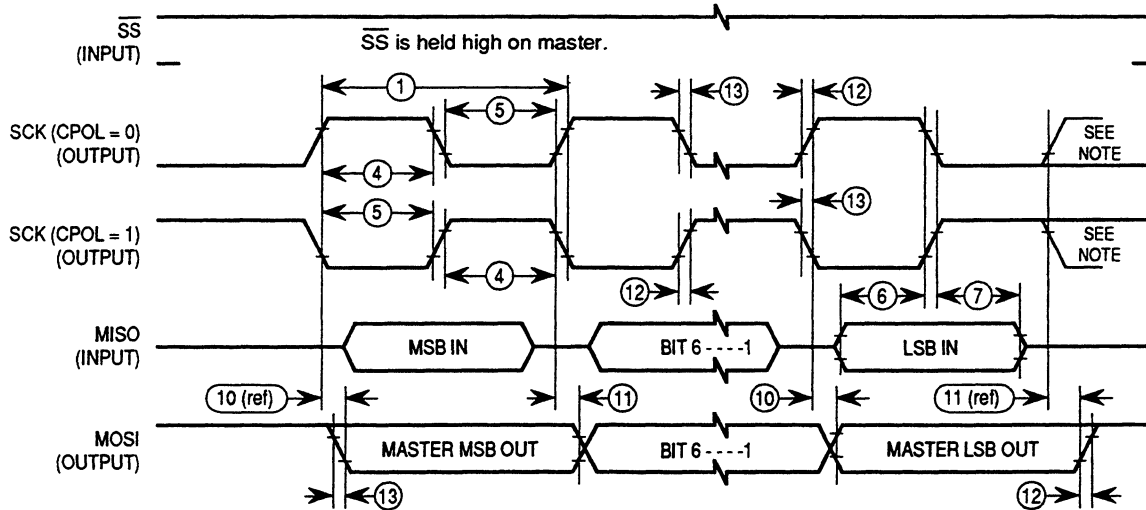 SS
(INPUT)
SS is held high on master.
1
5
13
12
SCK (CPOL = 0)
(OUTPUT)
SEE
NOTE
4
5
13
SCK (CPOL = 1)
(OUTPUT)
SEE
NOTE
4
12
6
7
MISO
(INPUT)
MSB IN
BIT 6 - - - - -1
LSB IN
10 (ref)
11
10
11 (ref)
MOSI
(OUTPUT)
MASTER MSB OUT
BIT 6 - - - - -1
MASTER LSB OUT
13
12